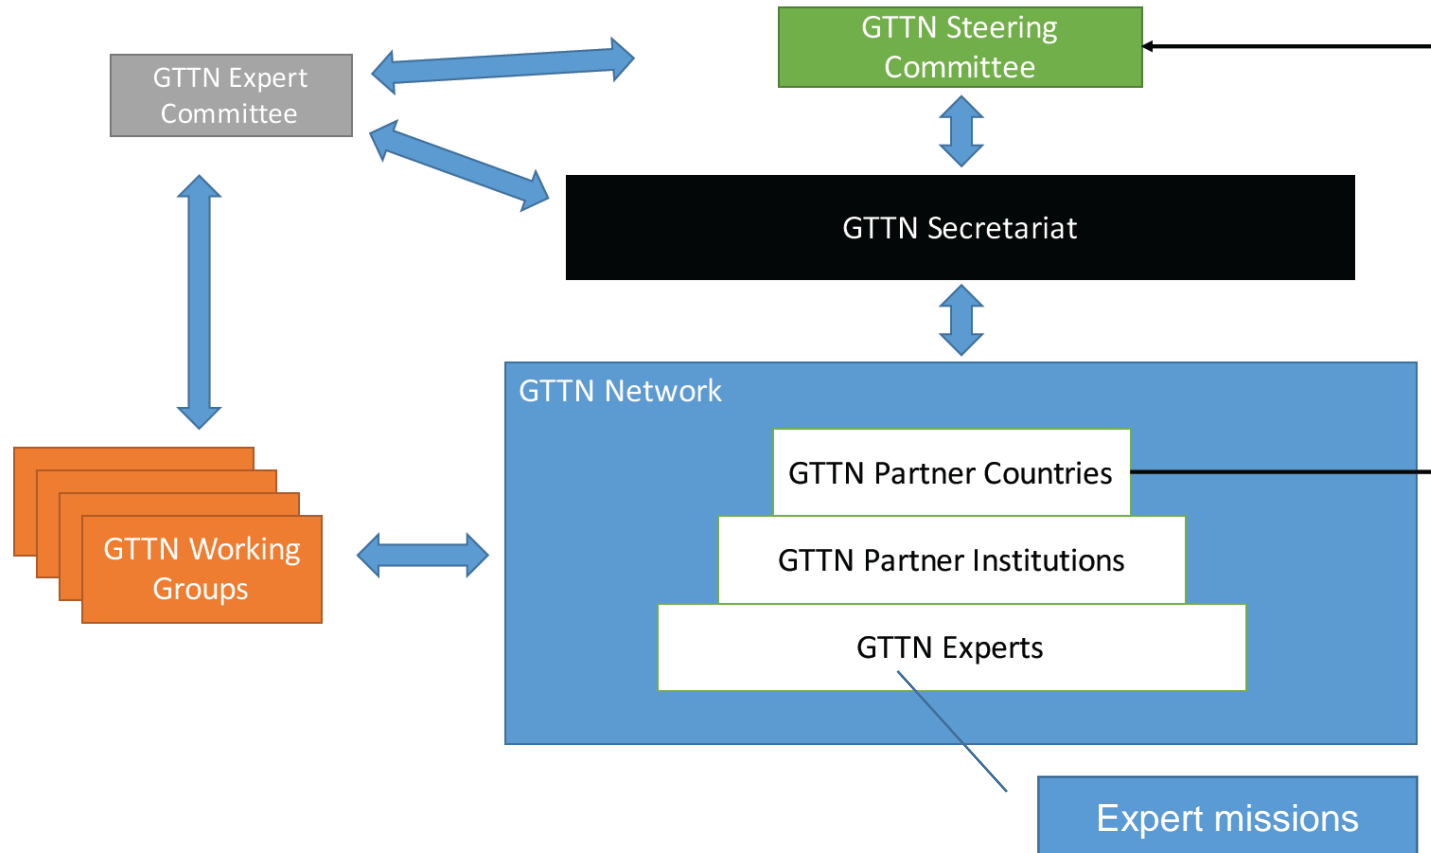 GTTN Steering
Committee
GTTN Expert
Committee
GTTN Secretariat
GTTN Network
GTTN Partner Countries
GTTN Partner Institutions
GTTN Experts
GTTN Working
Groups
Expert missions